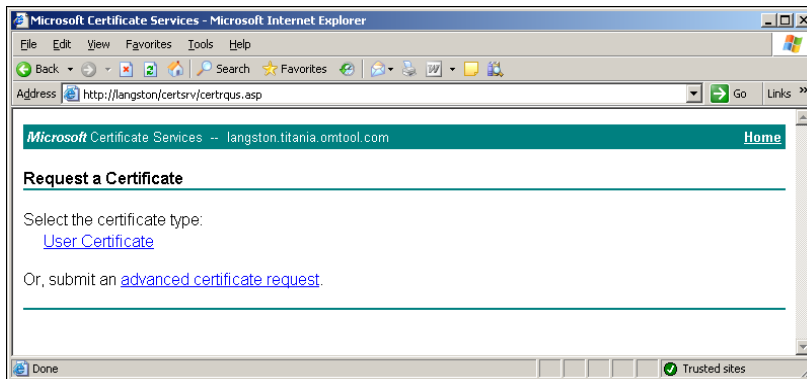 Microsoft Certificate Services - Microsoft Internet Explorer
File Edit View Favorites Tools Help
Back Search Favorites
Address http://langston/certsrv/certrqus.asp Go Links »
Microsoft Certificate Services -- langston.titania.omtool.com Home
Request a Certificate
Select the certificate type:
User Certificate
Or, submit an advanced certificate request.
Done Trusted sites